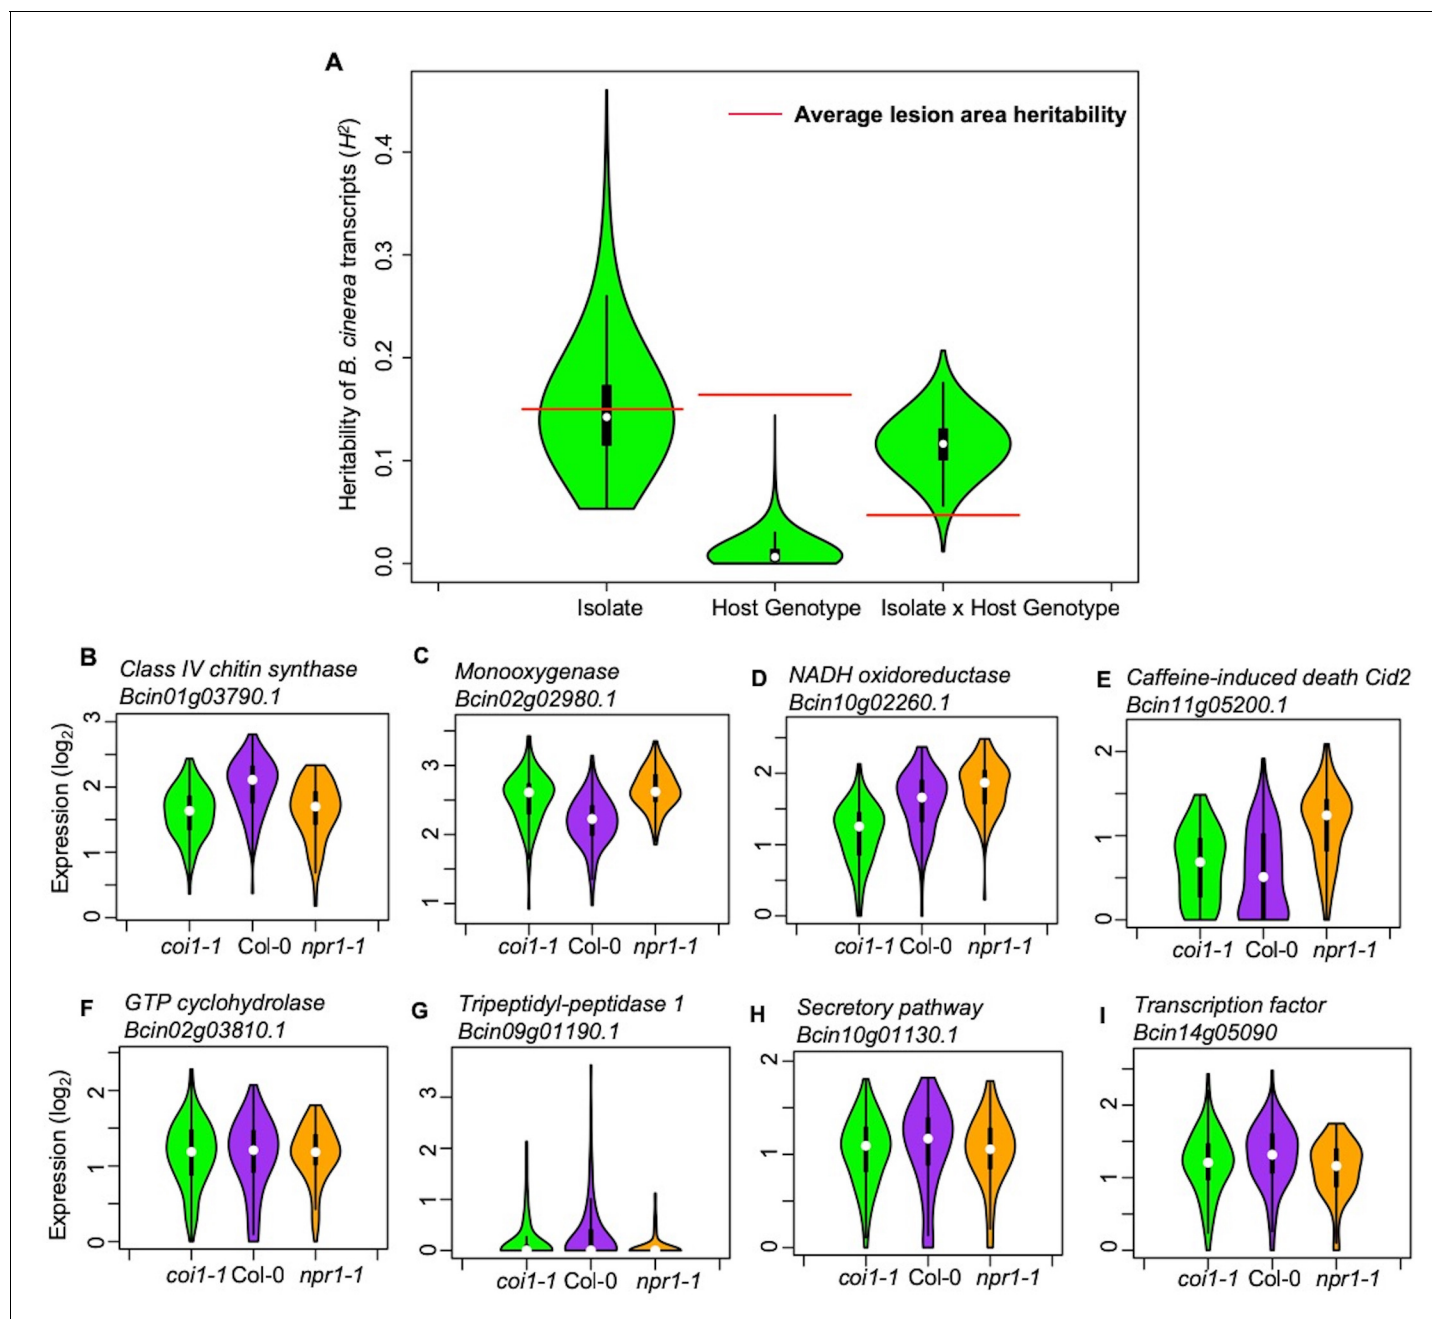 A
Average lesion area heritability
Heritability of B. cinerea transcripts (H²)
0.4
0.3
0.2
0.1
0.0
Isolate
Host Genotype
Isolate x Host Genotype
B
Class IV chitin synthase
Bcin01g03790.1
Expression (log₂)
3
2
1
0
coi1-1 Col-0 npr1-1
C
Monooxygenase
Bcin02g02980.1
3
2
1
coi1-1 Col-0 npr1-1
D
NADH oxidoreductase
Bcin10g02260.1
2
1
0
coi1-1 Col-0 npr1-1
E
Caffeine-induced death Cid2
Bcin11g05200.1
2
1
0
coi1-1 Col-0 npr1-1
F
GTP cyclohydrolase
Bcin02g03810.1
Expression (log₂)
2
1
0
coi1-1 Col-0 npr1-1
G
Tripeptidyl-peptidase 1
Bcin09g01190.1
3
2
1
0
coi1-1 Col-0 npr1-1
H
Secretory pathway
Bcin10g01130.1
2
1
0
coi1-1 Col-0 npr1-1
I
Transcription factor
Bcin14g05090
2
1
0
coi1-1 Col-0 npr1-1